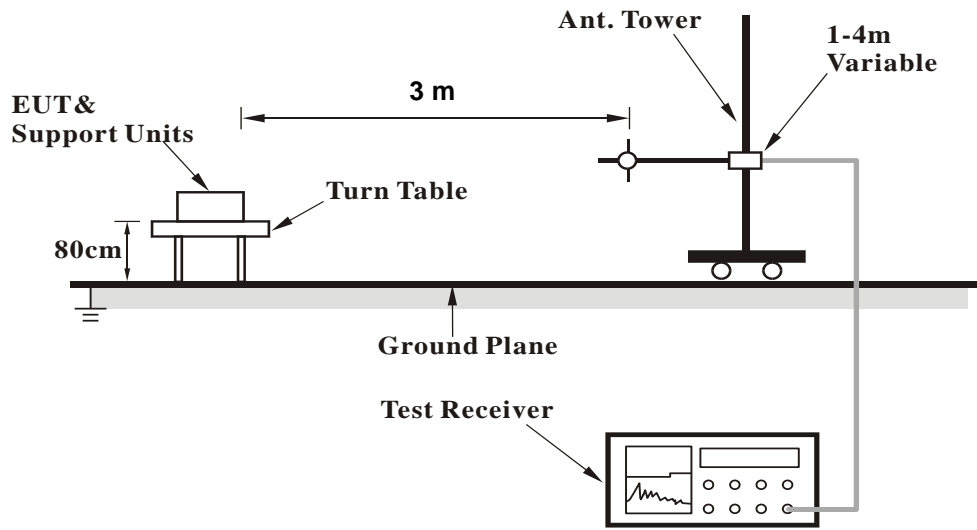 Ant. Tower
1-4m
Variable
3 m
EUT&
Support Units
Turn Table
80cm
Ground Plane
Test Receiver